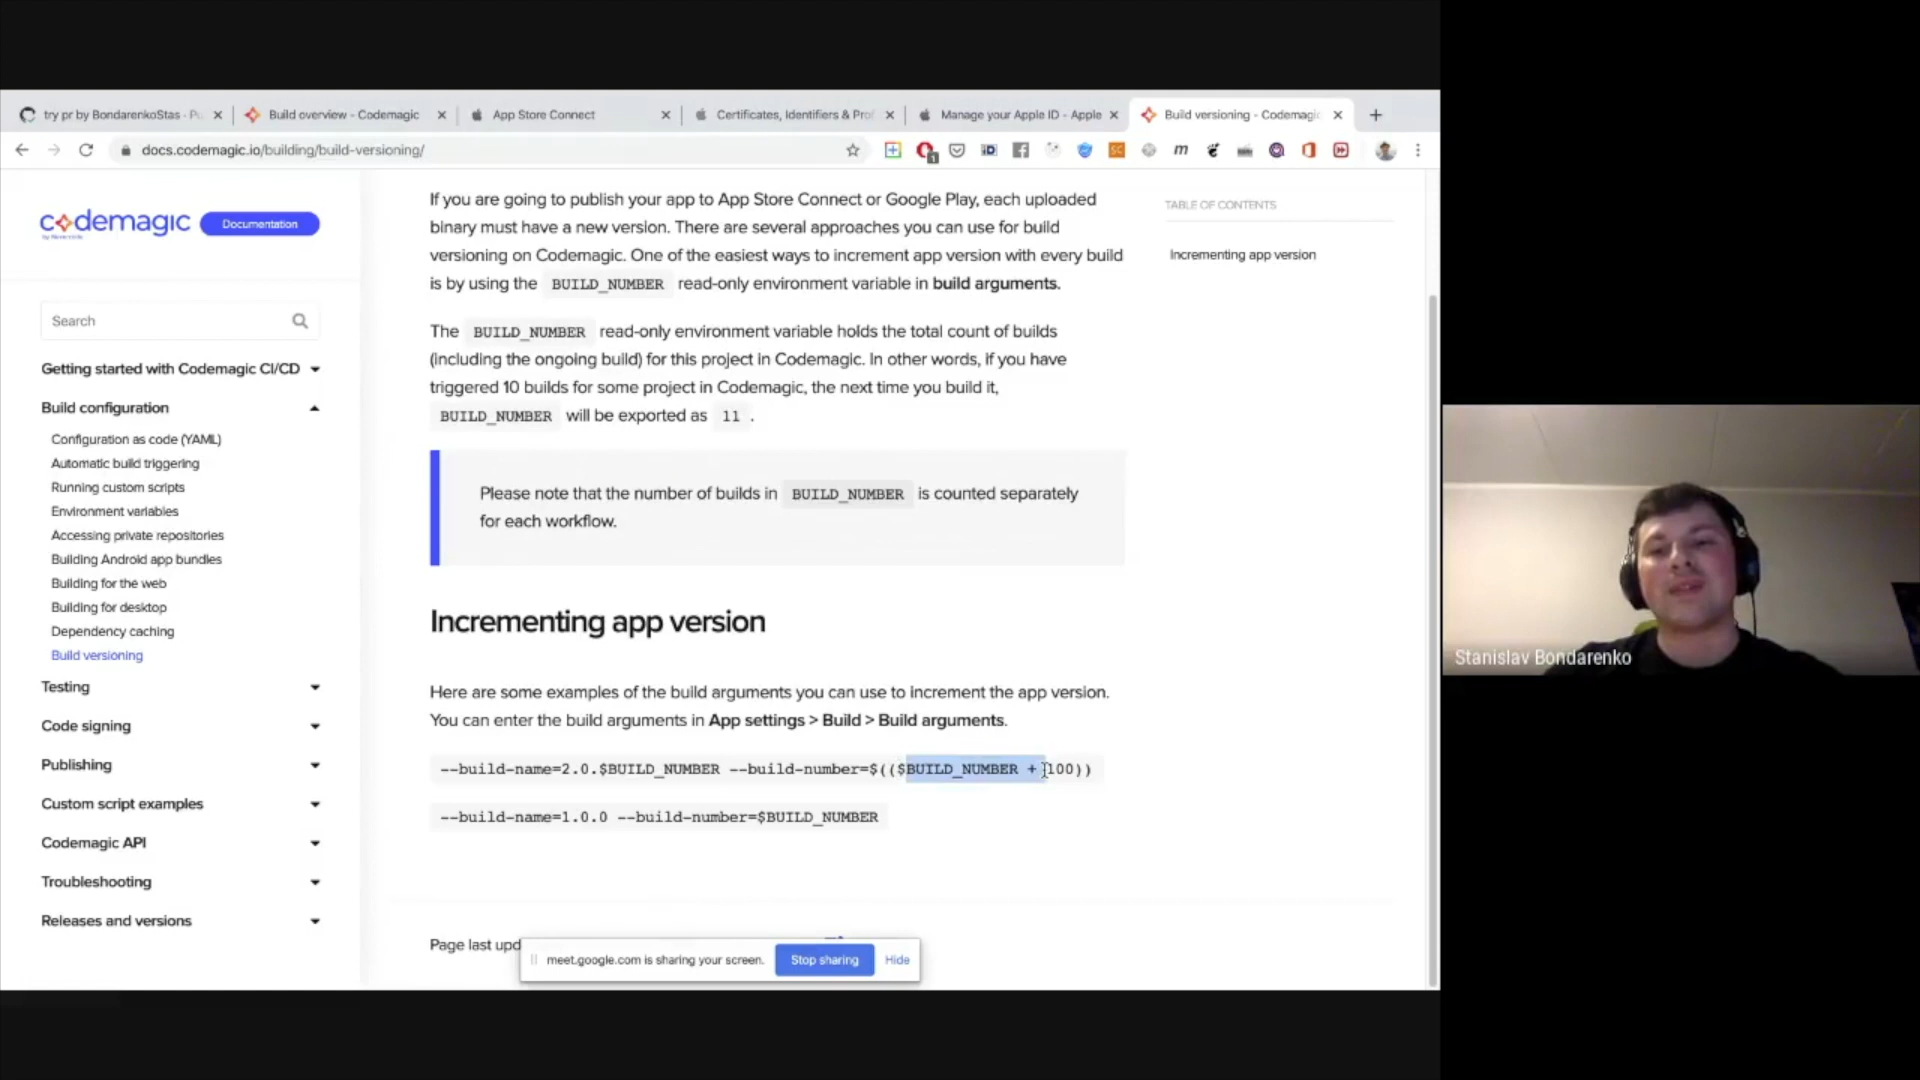 try pr by BondarenkoStas · Pu
Build overview - Codemagic
App Store Connect
Certificates, Identifiers & Prof
Manage your Apple ID - Apple
Build versioning - Codemagic
docs.codemagic.io/building/build-versioning/
codemagic
Documentation
Search
Getting started with Codemagic CI/CD
Build configuration
Configuration as code (YAML)
Automatic build triggering
Running custom scripts
Environment variables
Accessing private repositories
Building Android app bundles
Building for the web
Building for desktop
Dependency caching
Build versioning
Testing
Code signing
Publishing
Custom script examples
Codemagic API
Troubleshooting
Releases and versions
If you are going to publish your app to App Store Connect or Google Play, each uploaded
binary must have a new version. There are several approaches you can use for build
versioning on Codemagic. One of the easiest ways to increment app version with every build
is by using the BUILD_NUMBER read-only environment variable in build arguments.
The BUILD_NUMBER read-only environment variable holds the total count of builds
(including the ongoing build) for this project in Codemagic. In other words, if you have
triggered 10 builds for some project in Codemagic, the next time you build it,
BUILD_NUMBER will be exported as 11 .
Please note that the number of builds in BUILD_NUMBER is counted separately
for each workflow.
Incrementing app version
Here are some examples of the build arguments you can use to increment the app version.
You can enter the build arguments in App settings > Build > Build arguments.
--build-name=2.0.$BUILD_NUMBER --build-number=$(($BUILD_NUMBER + 100))
--build-name=1.0.0 --build-number=$BUILD_NUMBER
Page last upd
meet.google.com is sharing your screen.
Stop sharing
Hide
TABLE OF CONTENTS
Incrementing app version
Stanislav Bondarenko